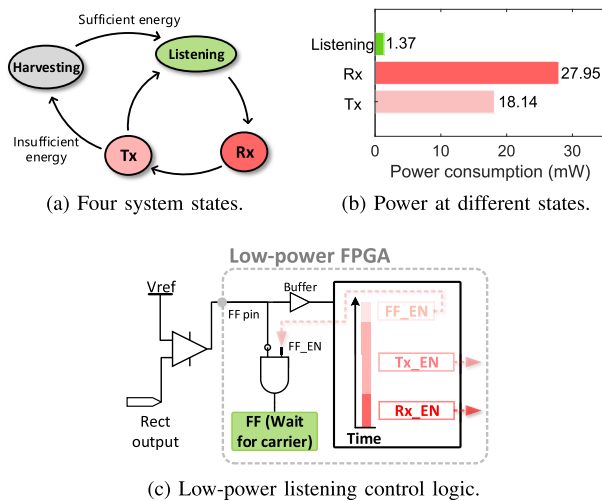 Sufficient energy
Harvesting
Listening
Insufficient
energy
Tx
Rx
(a) Four system states.
Listening
1.37
Rx
27.95
Tx
18.14
0
10
20
30
Power consumption (mW)
(b) Power at different states.
Low-power FPGA
Vref
Buffer
FF pin
FF_EN
FF_EN
Tx_EN
Rx_EN
Rect
output
FF (Wait
for carrier)
Time
(c) Low-power listening control logic.